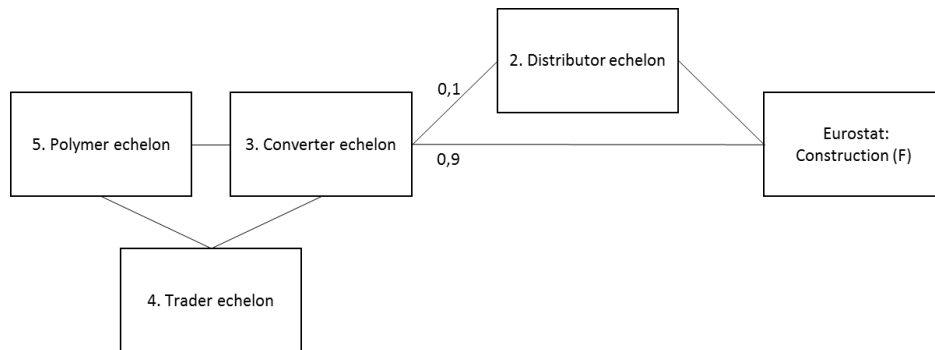 2. Distributor echelon
0,1
5. Polymer echelon
3. Converter echelon
0,9
Eurostat:
Construction (F)
4. Trader echelon